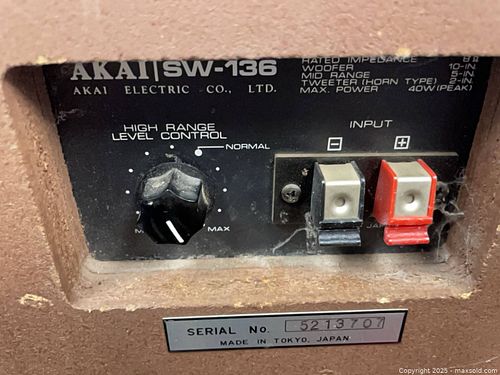 AKAI | SW-136
AKAI ELECTRIC CO., LTD.
RATED IMPEDANCE 8Ω
WOOFER 10-IN.
MID RANGE 5-IN.
TWEETER (HORN TYPE) 2-IN.
MAX. POWER 40W (PEAK)
HIGH RANGE
LEVEL CONTROL
NORMAL
MAX
INPUT
− +
SERIAL No. 5213707
MADE IN TOKYO, JAPAN
Copyright 2025 - maxsold.com